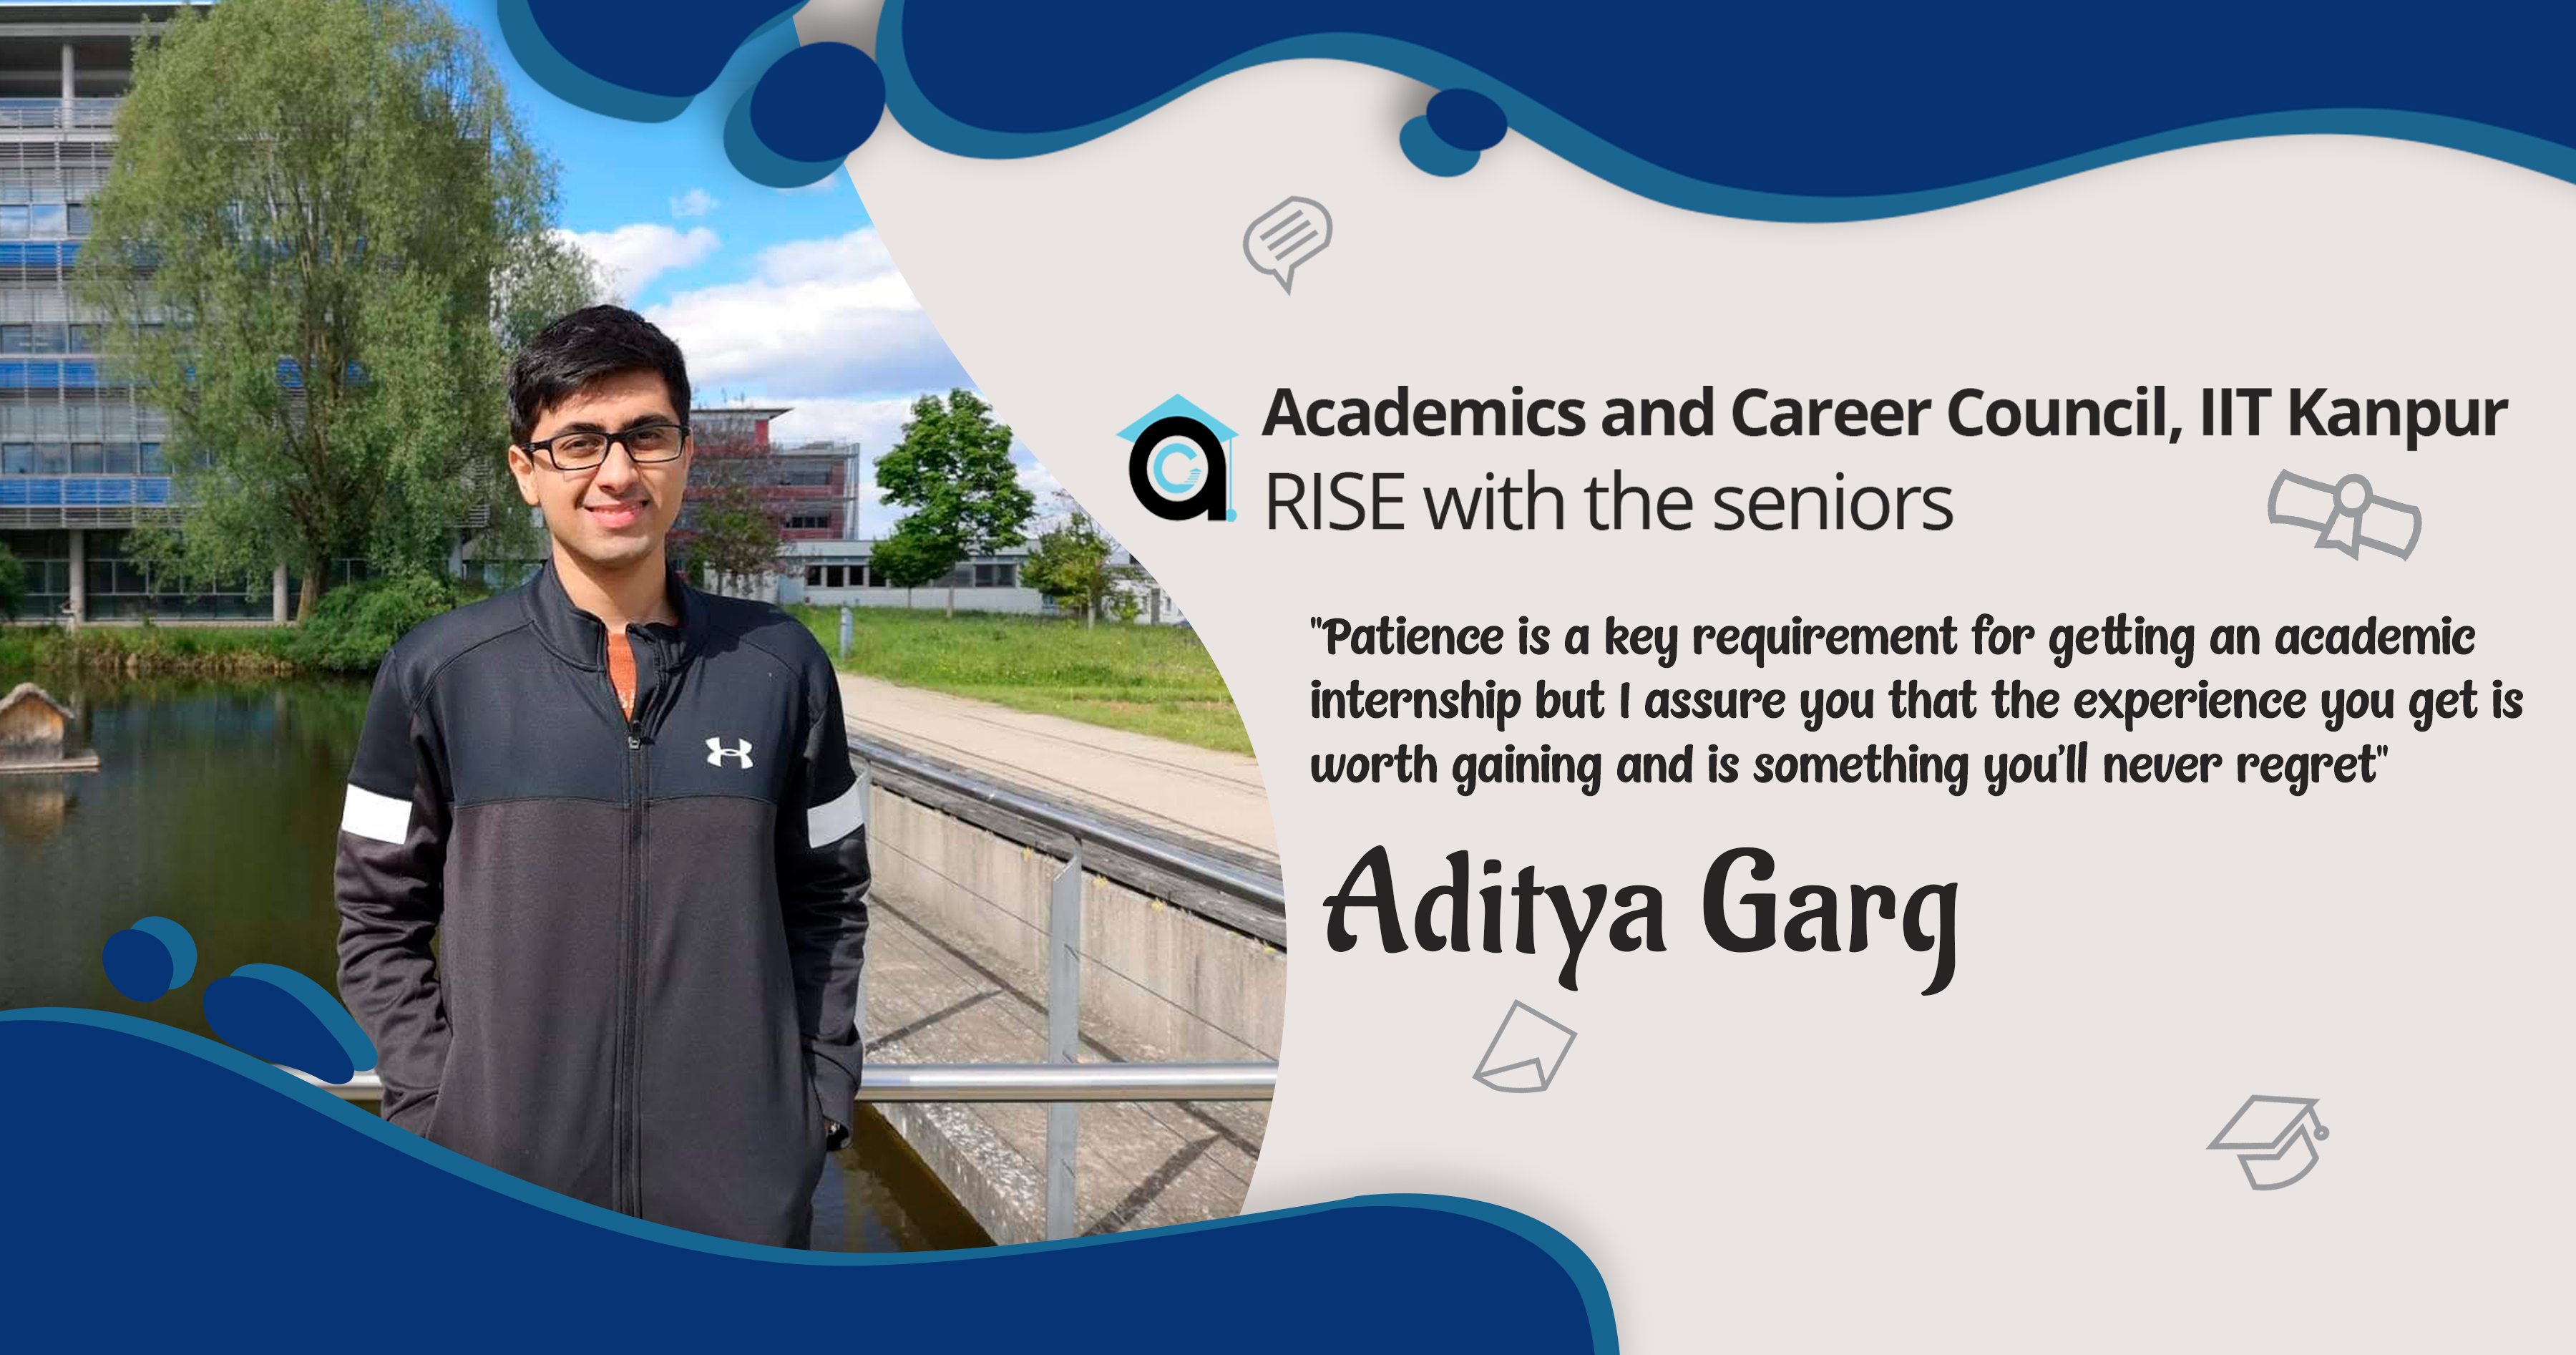 Academics and Career Council, IIT Kanpur
RISE with the seniors
"Patience is a key requirement for getting an academic
internship but I assure you that the experience you get is
worth gaining and is something you'll never regret"
Aditya Garg